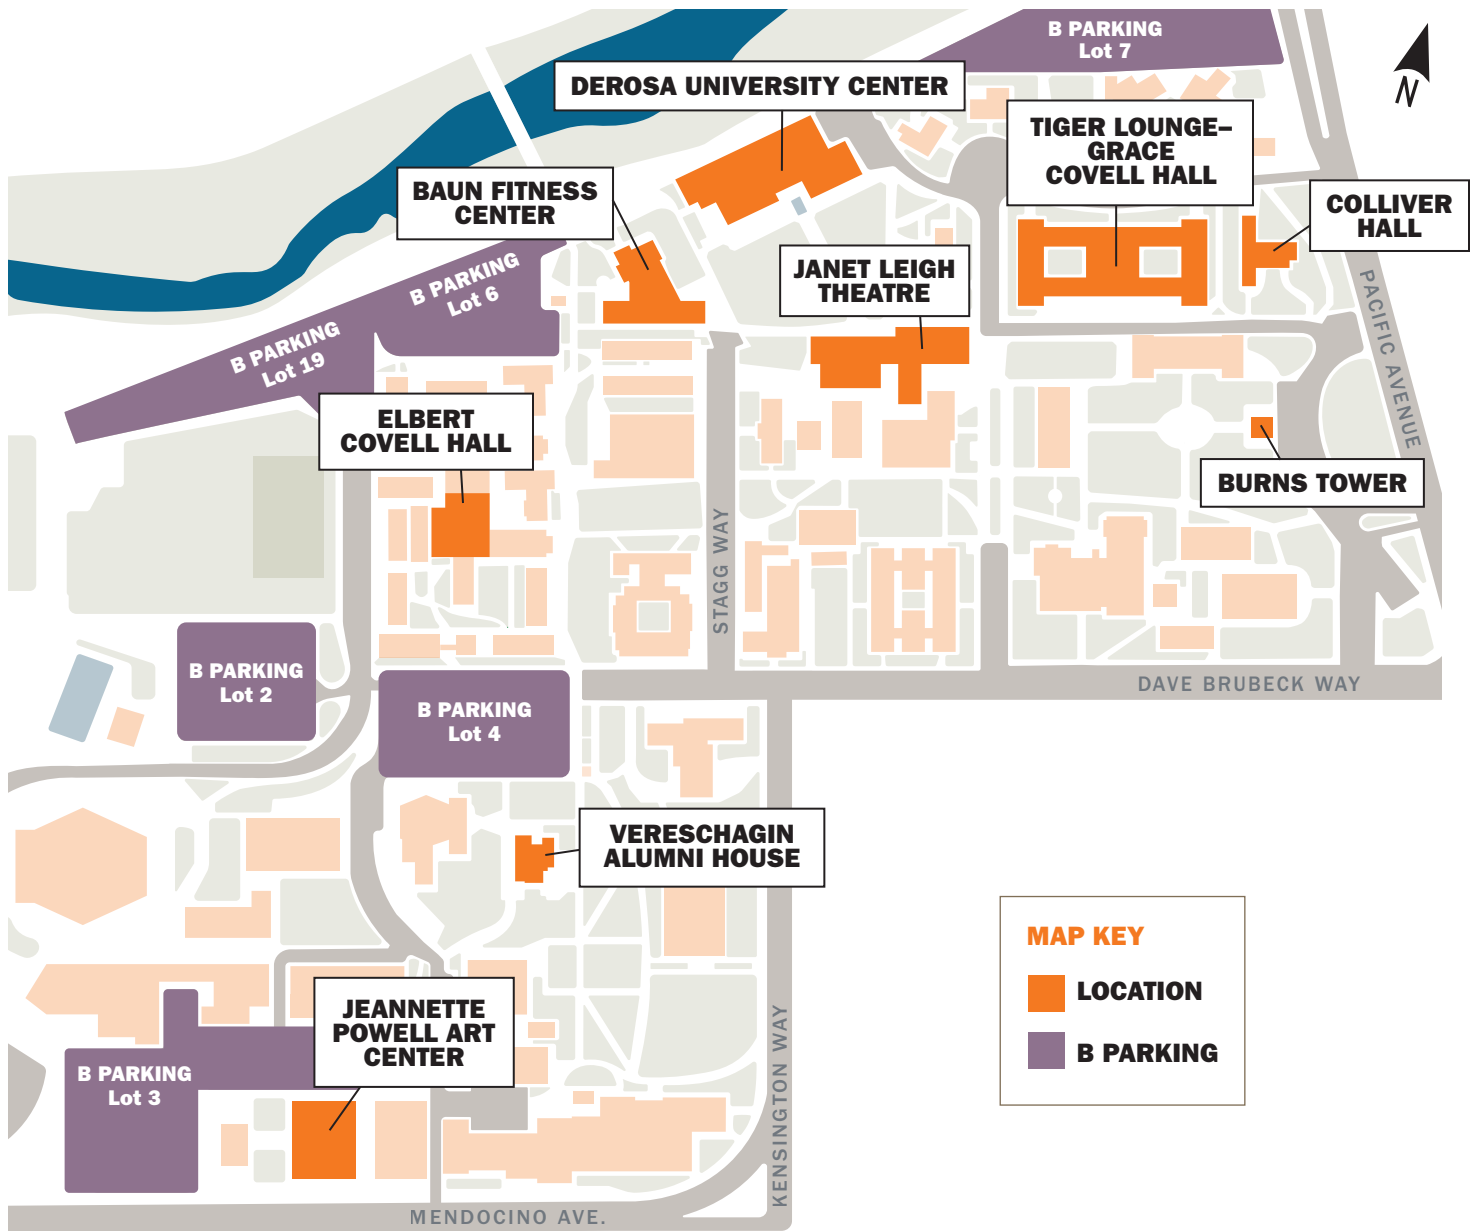 B PARKING
Lot 7
N
DEROSA UNIVERSITY CENTER
TIGER LOUNGE–
GRACE
COVELL HALL
BAUN FITNESS
CENTER
COLLIVER
HALL
JANET LEIGH
THEATRE
B PARKING
Lot 6
B PARKING
Lot 19
PACIFIC AVENUE
ELBERT
COVELL HALL
BURNS TOWER
STAGG WAY
B PARKING
Lot 2
DAVE BRUBECK WAY
B PARKING
Lot 4
VERESCHAGIN
ALUMNI HOUSE
MAP KEY
LOCATION
B PARKING
JEANNETTE
POWELL ART
CENTER
KENSINGTON WAY
B PARKING
Lot 3
MENDOCINO AVE.